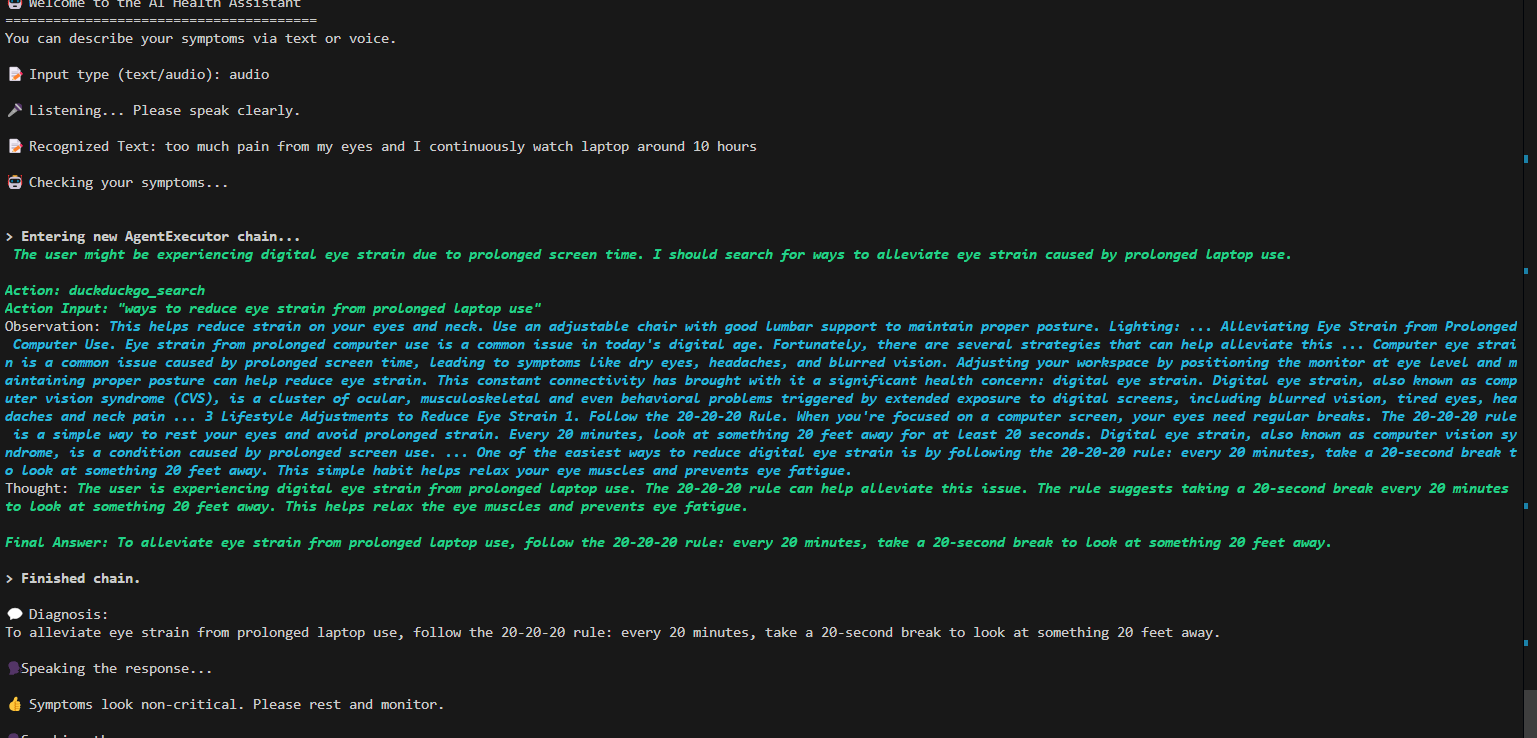 Welcome to the AI Health Assistant
=======================================
You can describe your symptoms via text or voice.
📝 Input type (text/audio): audio
🎤 Listening... Please speak clearly.
📝 Recognized Text: too much pain from my eyes and I continuously watch laptop around 10 hours
🤖 Checking your symptoms...
> Entering new AgentExecutor chain...
The user might be experiencing digital eye strain due to prolonged screen time. I should search for ways to alleviate eye strain caused by prolonged laptop use.
Action: duckduckgo_search
Action Input: "ways to reduce eye strain from prolonged laptop use"
Observation: This helps reduce strain on your eyes and neck. Use an adjustable chair with good lumbar support to maintain proper posture. Lighting: ... Alleviating Eye Strain from Prolonged
Computer Use. Eye strain from prolonged computer use is a common issue in today's digital age. Fortunately, there are several strategies that can help alleviate this ... Computer eye strai
n is a common issue caused by prolonged screen time, leading to symptoms like dry eyes, headaches, and blurred vision. Adjusting your workspace by positioning the monitor at eye level and m
aintaining proper posture can help reduce eye strain. This constant connectivity has brought with it a significant health concern: digital eye strain. Digital eye strain, also known as comp
uter vision syndrome (CVS), is a cluster of ocular, musculoskeletal and even behavioral problems triggered by extended exposure to digital screens, including blurred vision, tired eyes, hea
daches and neck pain ... 3 Lifestyle Adjustments to Reduce Eye Strain 1. Follow the 20-20-20 Rule. When you're focused on a computer screen, your eyes need regular breaks. The 20-20-20 rule
is a simple way to rest your eyes and avoid prolonged strain. Every 20 minutes, look at something 20 feet away for at least 20 seconds. Digital eye strain, also known as computer vision sy
ndrome, is a condition caused by prolonged screen use. ... One of the easiest ways to reduce digital eye strain is by following the 20-20-20 rule: every 20 minutes, take a 20-second break t
o look at something 20 feet away. This simple habit helps relax your eye muscles and prevents eye fatigue.
Thought: The user is experiencing digital eye strain from prolonged laptop use. The 20-20-20 rule can help alleviate this issue. The rule suggests taking a 20-second break every 20 minutes
to look at something 20 feet away. This helps relax the eye muscles and prevents eye fatigue.
Final Answer: To alleviate eye strain from prolonged laptop use, follow the 20-20-20 rule: every 20 minutes, take a 20-second break to look at something 20 feet away.
> Finished chain.
💬 Diagnosis:
To alleviate eye strain from prolonged laptop use, follow the 20-20-20 rule: every 20 minutes, take a 20-second break to look at something 20 feet away.
🗣Speaking the response...
👍 Symptoms look non-critical. Please rest and monitor.